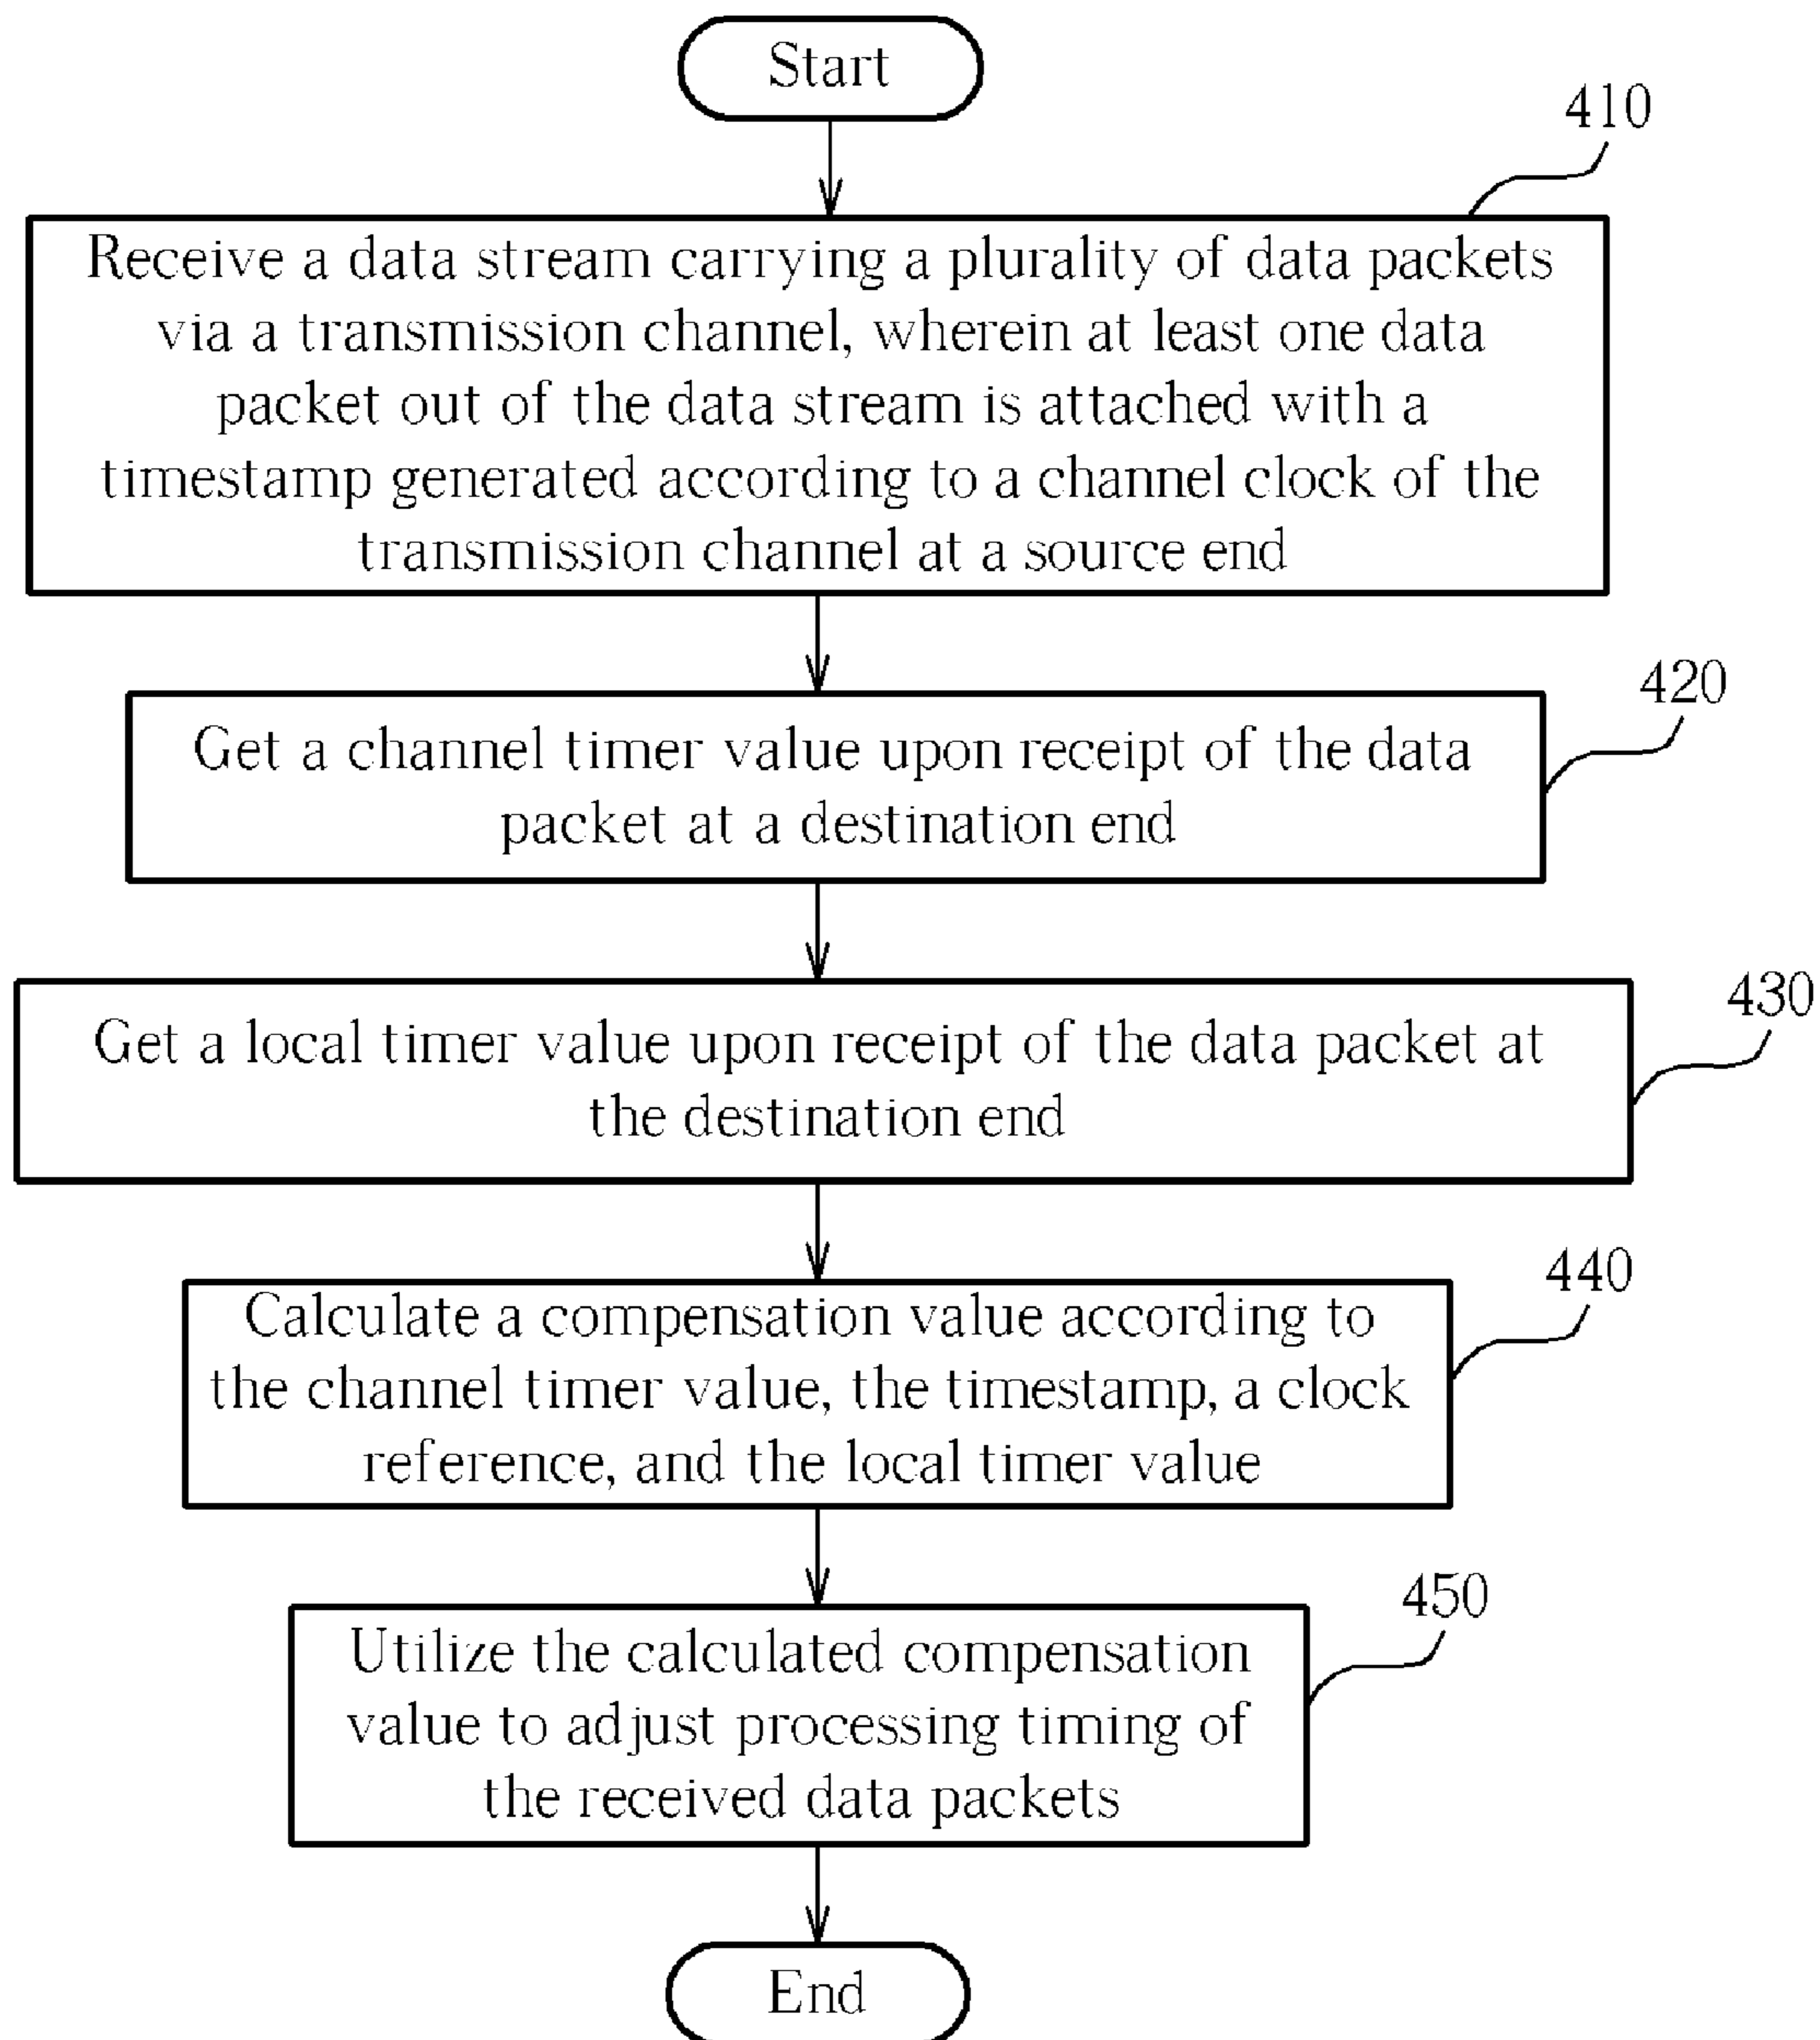 Start
410
Receive a data stream carrying a plurality of data packets
via a transmission channel, wherein at least one data
packet out of the data stream is attached with a
timestamp generated according to a channel clock of the
transmission channel at a source end
420
Get a channel timer value upon receipt of the data
packet at a destination end
430
Get a local timer value upon receipt of the data packet at
the destination end
440
Calculate a compensation value according to
the channel timer value, the timestamp, a clock
reference, and the local timer value
450
Utilize the calculated compensation
value to adjust processing timing of
the received data packets
End